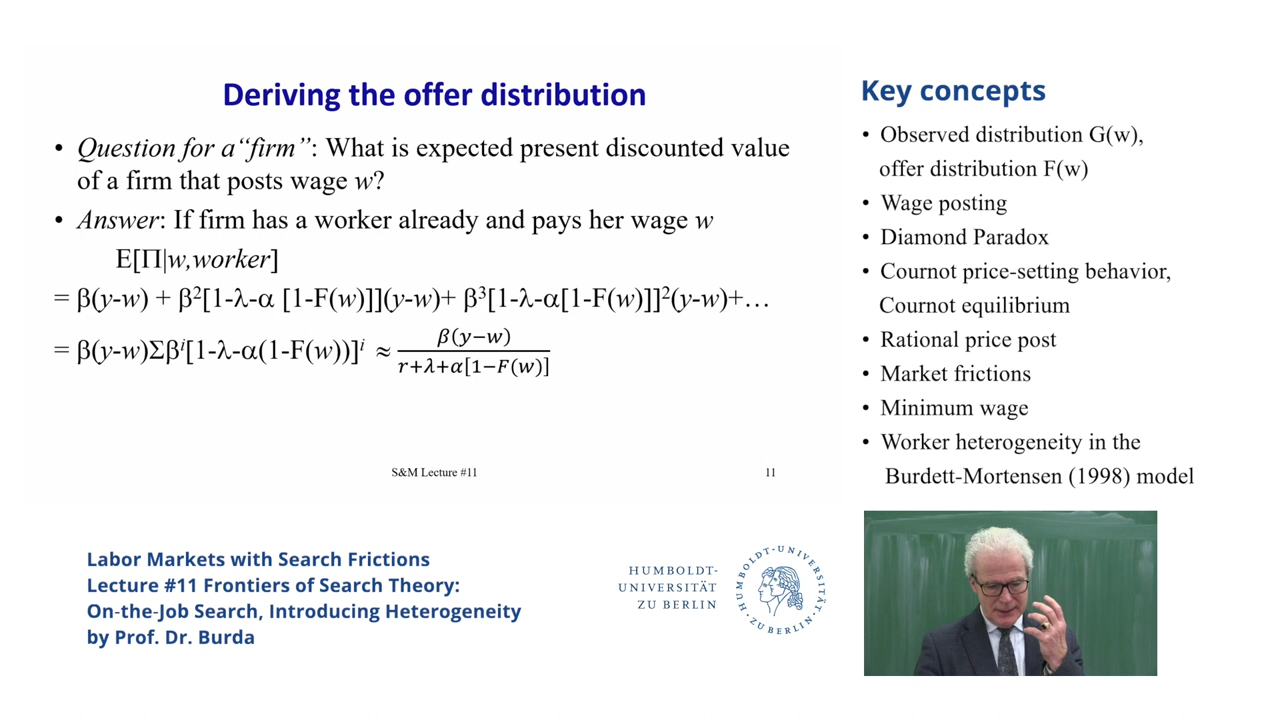 Deriving the offer distribution
• Question for a“firm”: What is expected present discounted value
of a firm that posts wage w?
• Answer: If firm has a worker already and pays her wage w
E[Π|w,worker]
= β(y-w) + β²[1-λ-α [1-F(w)]](y-w)+ β³[1-λ-α[1-F(w)]]²(y-w)+…
= β(y-w)Σβⁱ[1-λ-α(1-F(w))]ⁱ ≈ β(y−w) / r+λ+α[1−F(w)]
S&M Lecture #11
11
Key concepts
• Observed distribution G(w),
offer distribution F(w)
• Wage posting
• Diamond Paradox
• Cournot price-setting behavior,
Cournot equilibrium
• Rational price post
• Market frictions
• Minimum wage
• Worker heterogeneity in the
Burdett-Mortensen (1998) model
Labor Markets with Search Frictions
Lecture #11 Frontiers of Search Theory:
On-the-Job Search, Introducing Heterogeneity
by Prof. Dr. Burda
HUMBOLDT-
UNIVERSITÄT
ZU BERLIN
HUMBOLDT-UNIVERSITÄT
ZU BERLIN